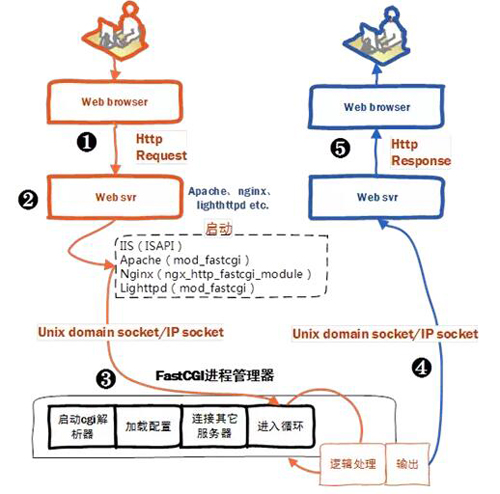 Web browser
Web browser
❶
Http
Request
❺
Http
Response
❷
Web svr
Apache、nginx、
lighthttpd etc.
Web svr
启动
IIS（ISAPI）
Apache（mod_fastcgi）
Nginx（ngx_http_fastcgi_module）
Lighttpd（mod_fastcgi）
Unix domain socket/IP socket
Unix domain socket/IP socket
❸
FastCGI进程管理器
❹
启动cgi解
析器
加载配置
连接其它
服务器
进入循环
逻辑处理
输出